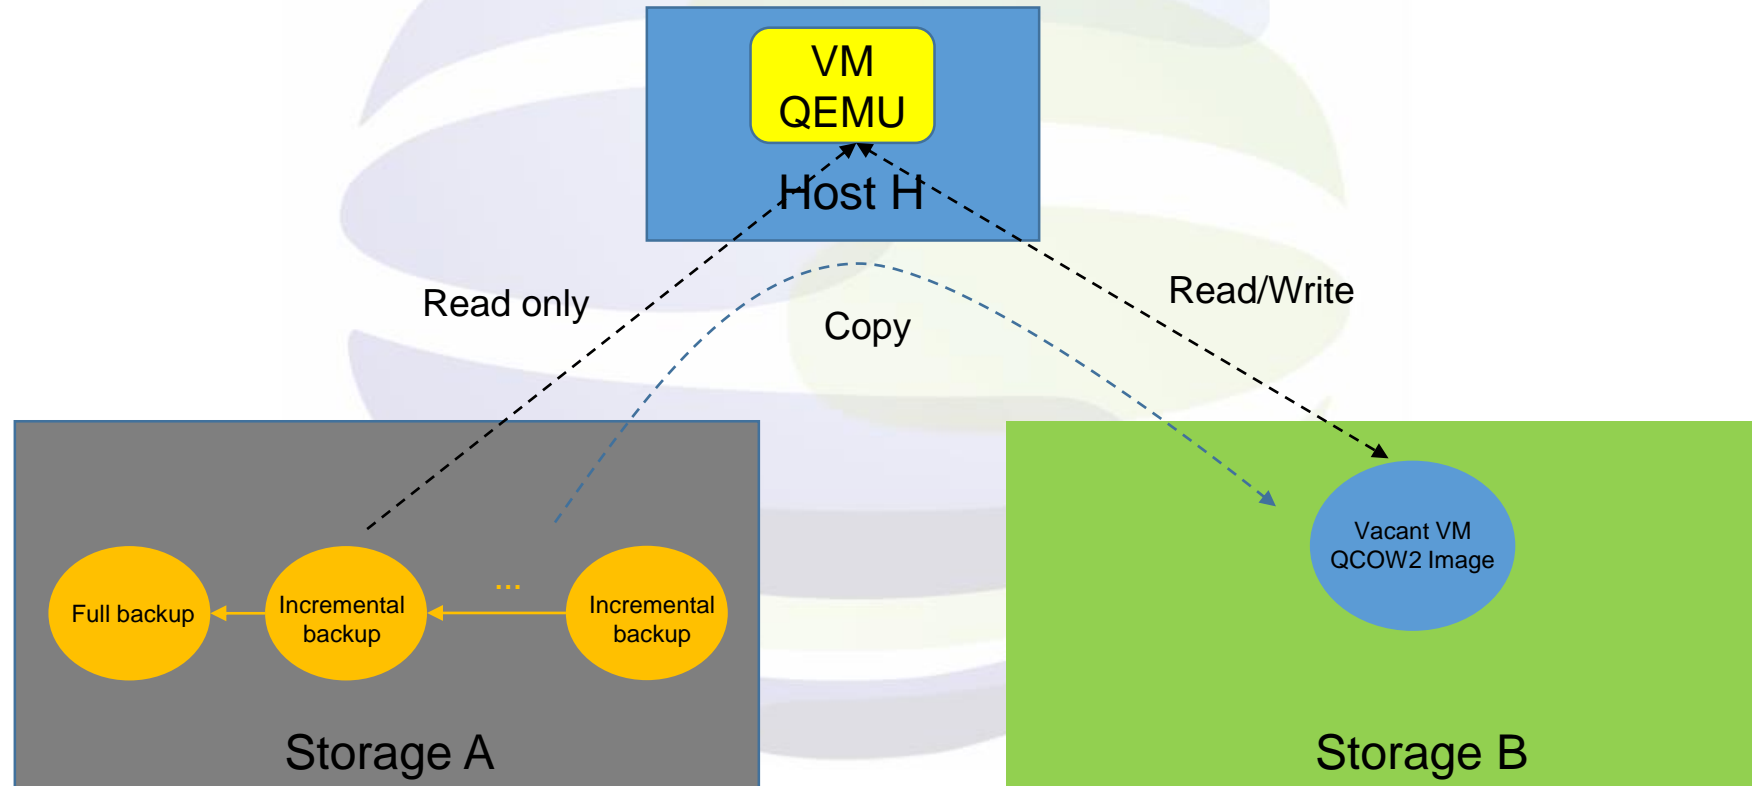 VM
QEMU
Host H
Read only
Copy
Read/Write
Full backup
Incremental
backup
...
Incremental
backup
Vacant VM
QCOW2 Image
Storage A
Storage B